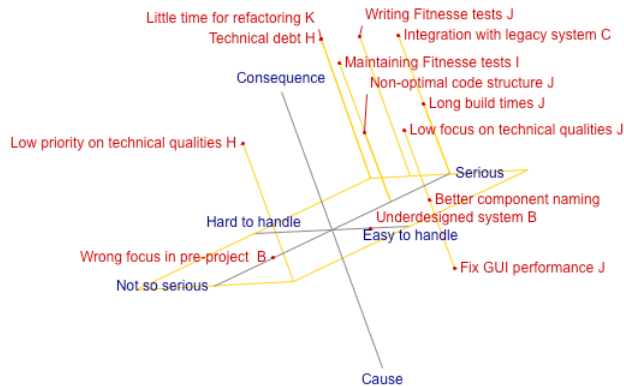 Little time for refactoring K
Writing Fitnesse tests J
Technical debt H
Integration with legacy system C
Maintaining Fitnesse tests I
Consequence
Non-optimal code structure J
Long build times J
Low focus on technical qualities J
Low priority on technical qualities H
Serious
Better component naming
Hard to handle
Underdesigned system B
Easy to handle
Wrong focus in pre-project B
Fix GUI performance J
Not so serious
Cause